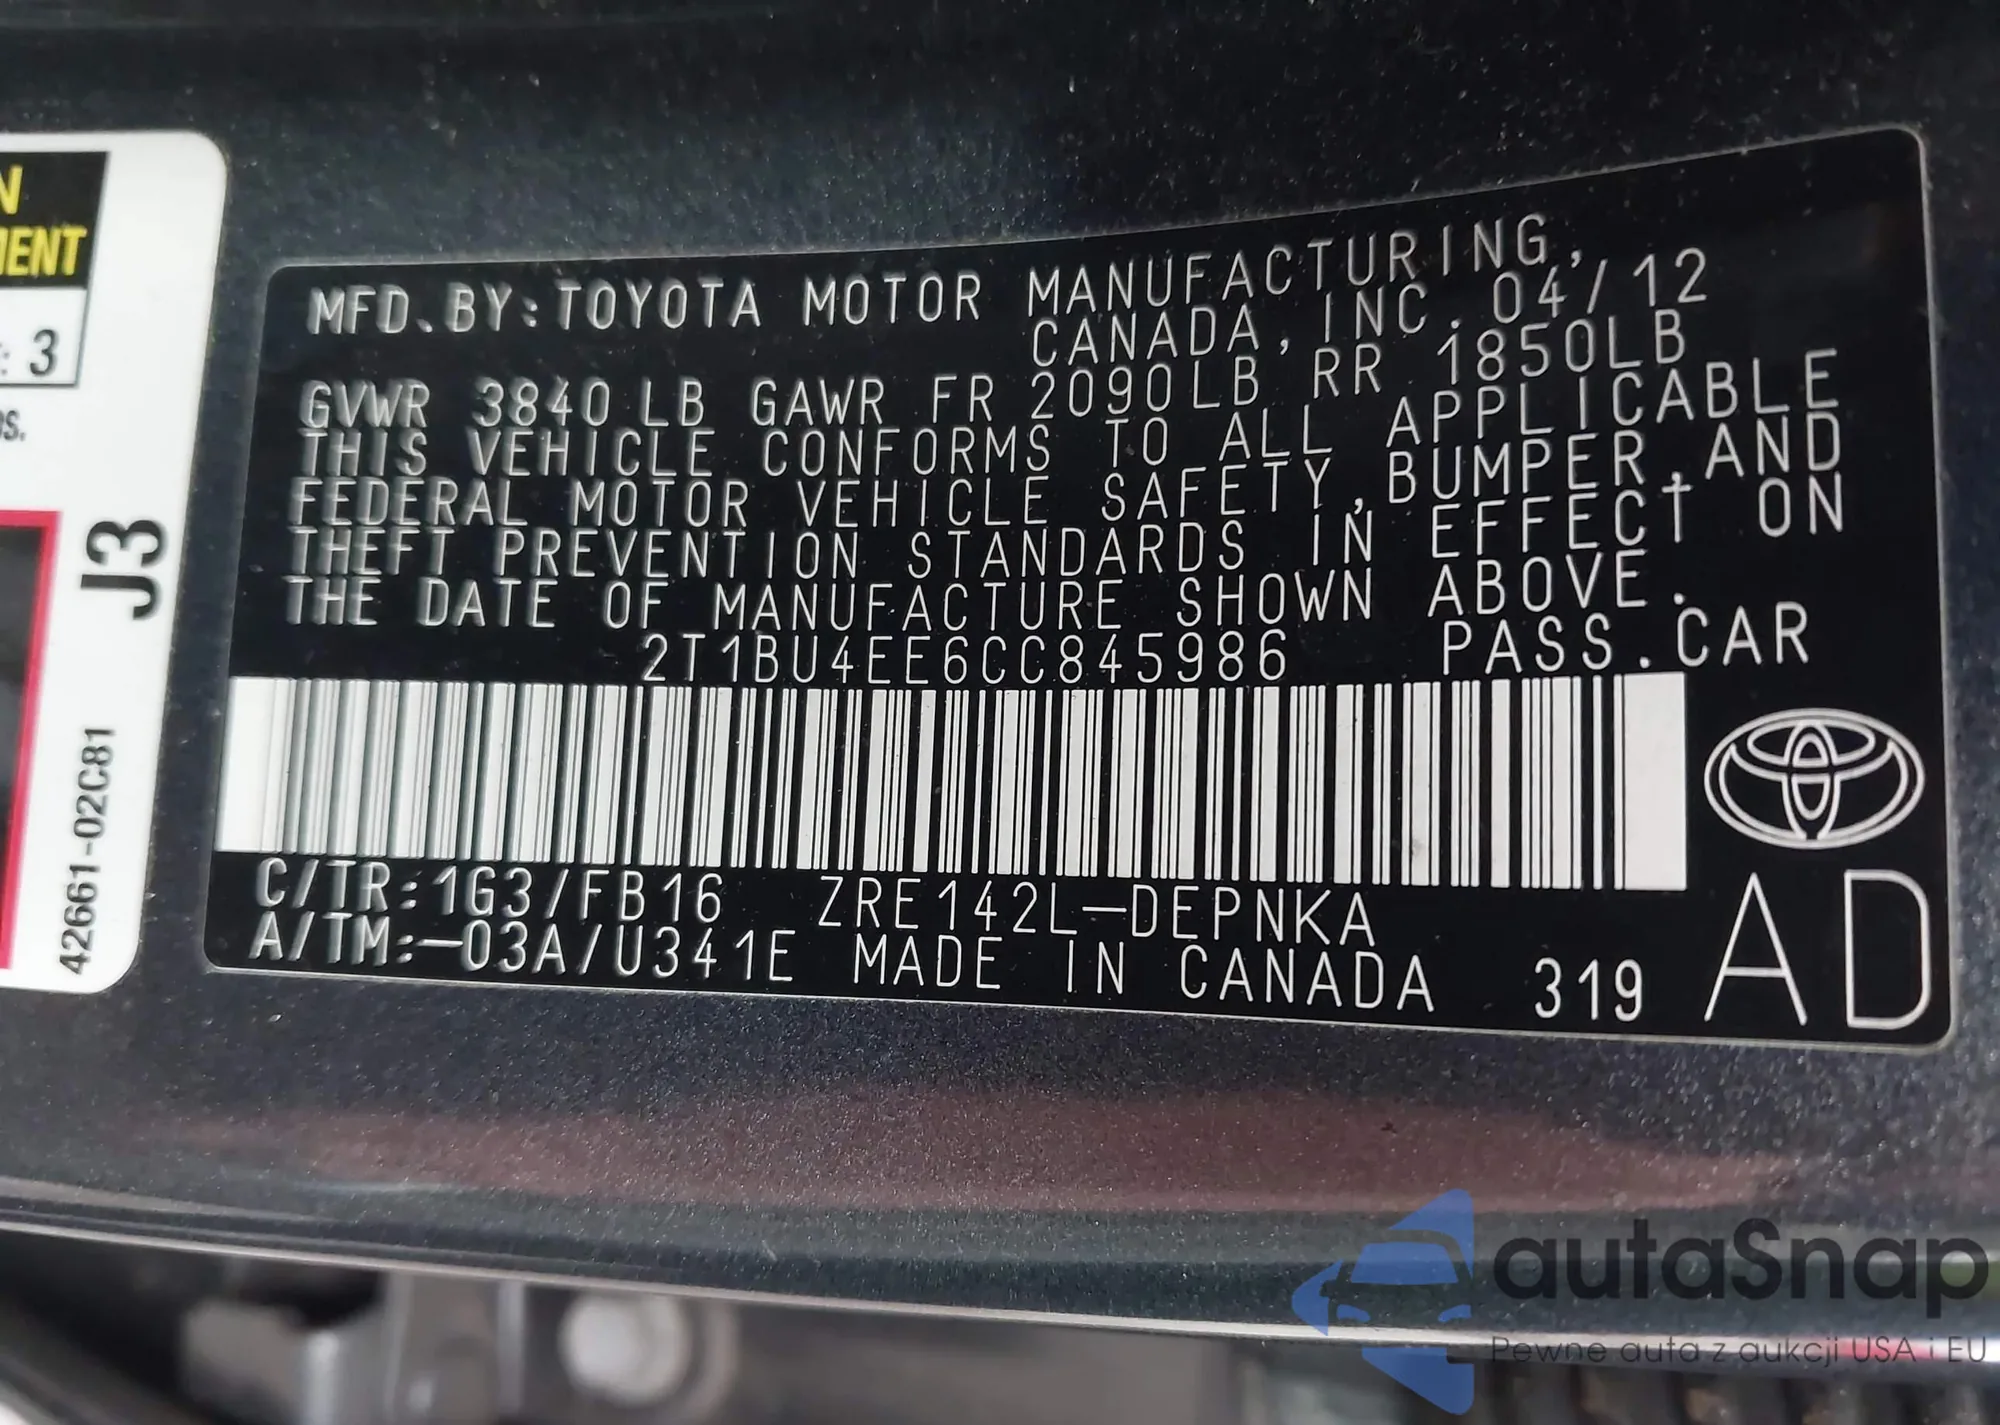 N
MENT
: 3
os.
J3
42661-02C81
MFD.BY:TOYOTA MOTOR MANUFACTURING,
CANADA, INC. 04/12
GVWR 3840LB GAWR FR 2090LB RR 1850LB
THIS VEHICLE CONFORMS TO ALL APPLICABLE
FEDERAL MOTOR VEHICLE SAFETY,BUMPER,AND
THEFT PREVENTION STANDARDS IN EFFECT ON
THE DATE OF MANUFACTURE SHOWN ABOVE.
2T1BU4EE6CC845986 PASS.CAR
C/TR:1G3/FB16 ZRE142L-DEPNKA
A/TM:-03A/U341E MADE IN CANADA 319 AD
autaSnap
Pewne auta z aukcji USA i EU